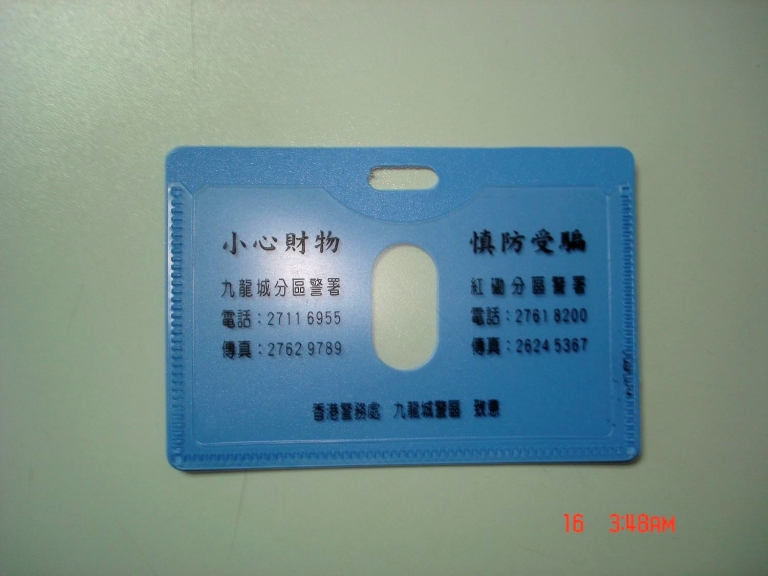 小心財物
九龍城分區警署
電話：2711 6955
傳真：2762 9789
慎防受騙
紅磡分區警署
電話：2761 8200
傳真：2624 5367
香港警務處 九龍城警區 致意
16 3:48AM